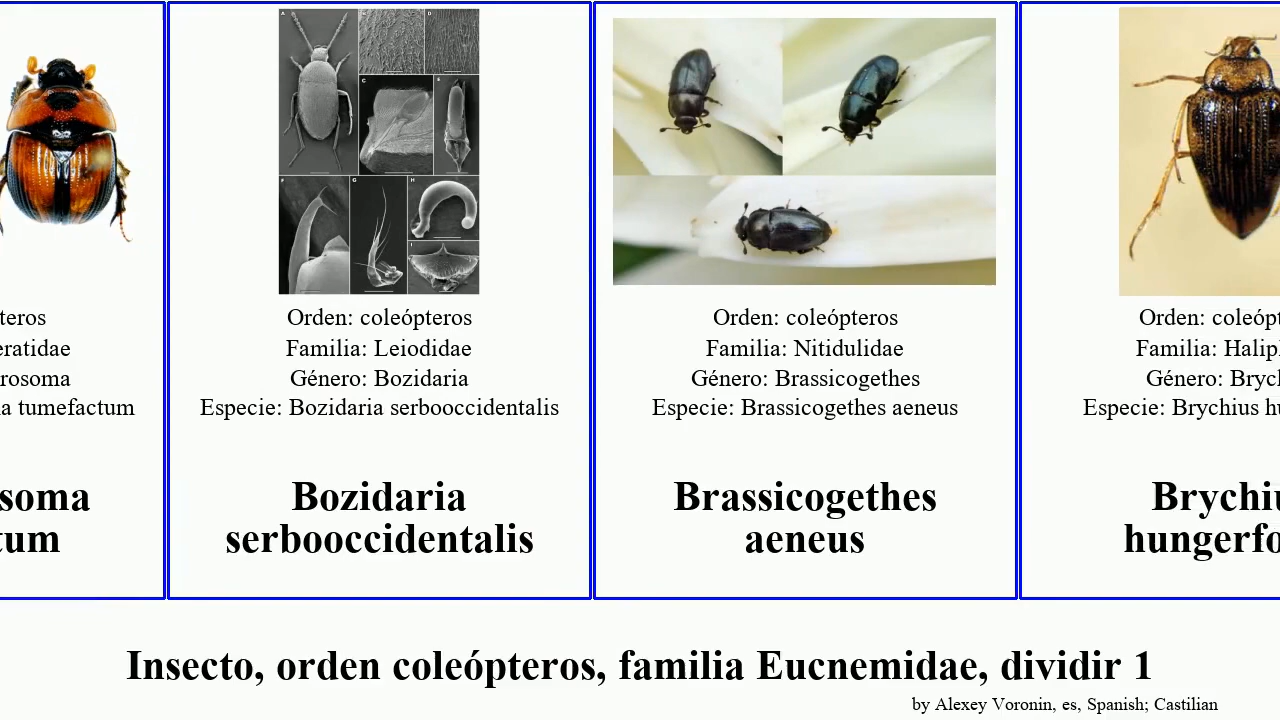 teros
eratidae
rosoma
a tumefactum
soma
tum
Orden: coleópteros
Familia: Leiodidae
Género: Bozidaria
Especie: Bozidaria serbooccidentalis
Bozidaria
serbooccidentalis
Orden: coleópteros
Familia: Nitidulidae
Género: Brassicogethes
Especie: Brassicogethes aeneus
Brassicogethes
aeneus
Orden: coleópt
Familia: Halip
Género: Bryc
Especie: Brychius hu
Brychiu
hungerfo
Insecto, orden coleópteros, familia Eucnemidae, dividir 1
by Alexey Voronin, es, Spanish; Castilian